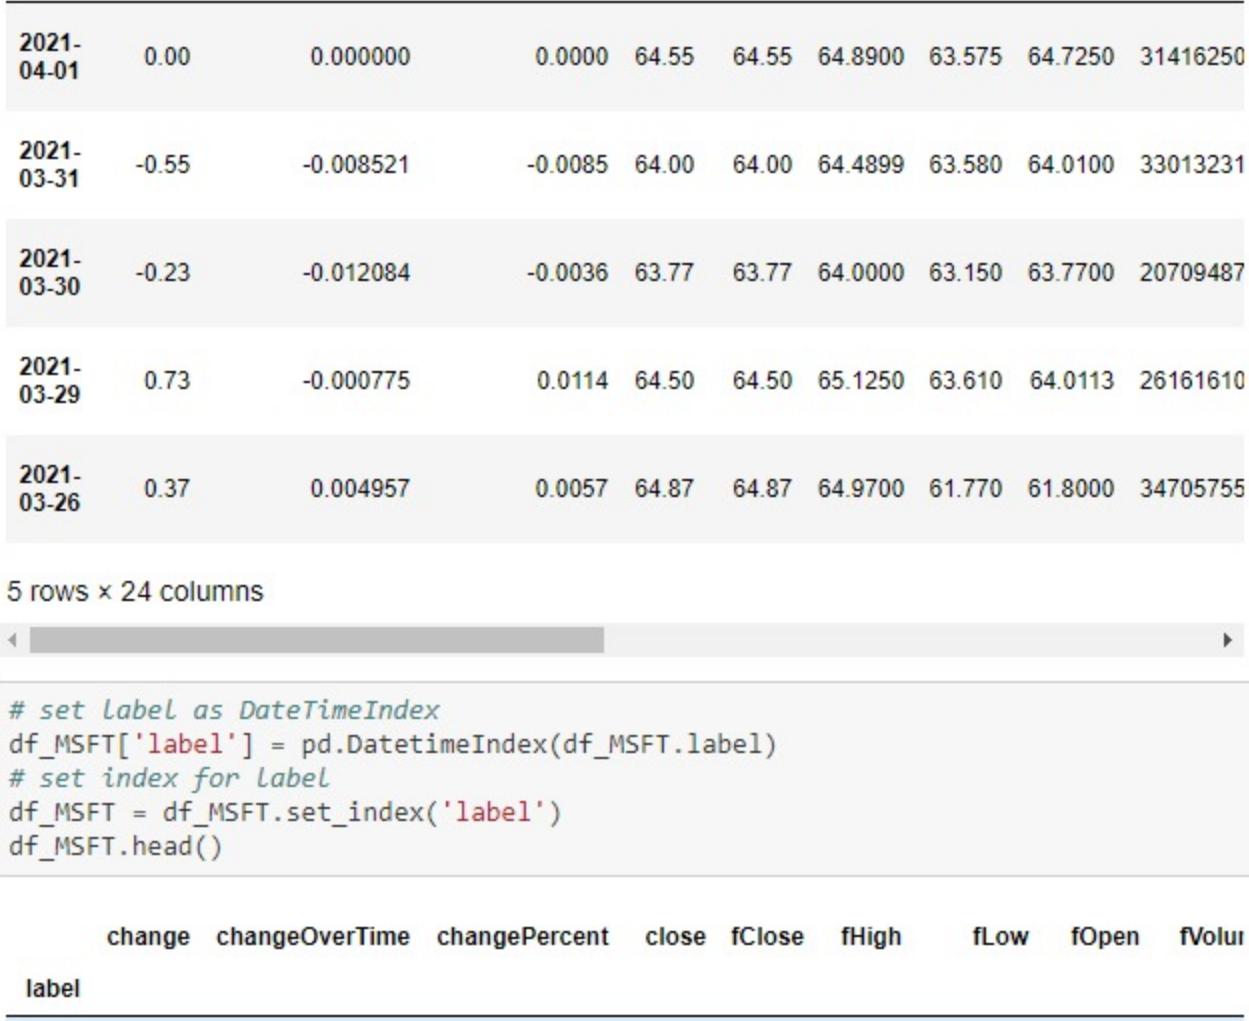 2021-
04-01 0.00 0.000000 0.0000 64.55 64.55 64.8900 63.575 64.7250 31416250
2021-
03-31 -0.55 -0.008521 -0.0085 64.00 64.00 64.4899 63.580 64.0100 33013231
2021-
03-30 -0.23 -0.012084 -0.0036 63.77 63.77 64.0000 63.150 63.7700 20709487
2021-
03-29 0.73 -0.000775 0.0114 64.50 64.50 65.1250 63.610 64.0113 26161610
2021-
03-26 0.37 0.004957 0.0057 64.87 64.87 64.9700 61.770 61.8000 34705755
5 rows × 24 columns
# set label as DateTimeIndex
df_MSFT['label'] = pd.DatetimeIndex(df_MSFT.label)
# set index for label
df_MSFT = df_MSFT.set_index('label')
df_MSFT.head()
change changeOverTime changePercent close fClose fHigh fLow fOpen
label